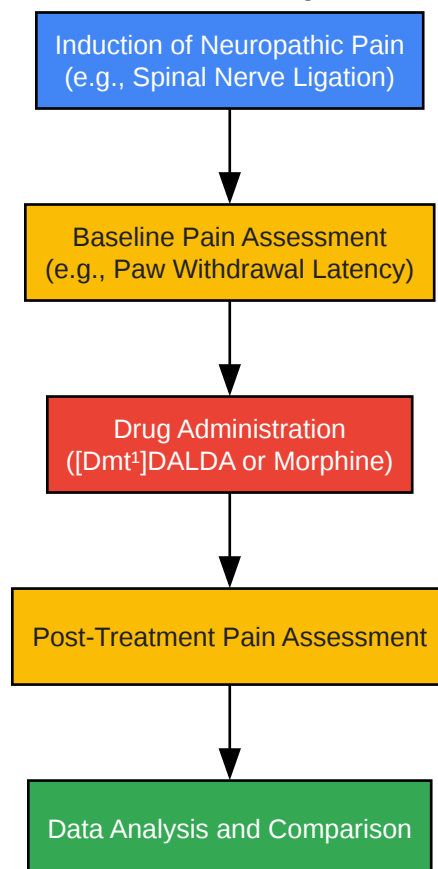 Induction of Neuropathic Pain
(e.g., Spinal Nerve Ligation)
Baseline Pain Assessment
(e.g., Paw Withdrawal Latency)
Drug Administration
([Dmt¹]DALDA or Morphine)
Post-Treatment Pain Assessment
Data Analysis and Comparison